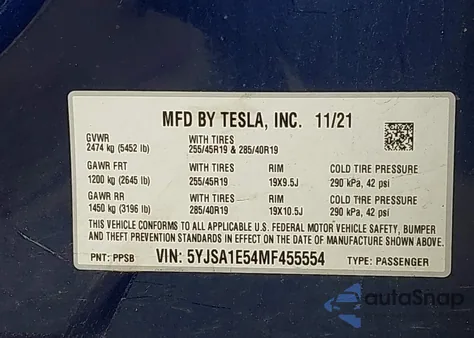 MFD BY TESLA, INC. 11/21
GVWR WITH TIRES
2474 kg (5452 lb) 255/45R19 & 285/40R19
GAWR FRT WITH TIRES RIM COLD TIRE PRESSURE
1200 kg (2645 lb) 255/45R19 19X9.5J 290 kPa, 42 psi
GAWR RR WITH TIRES RIM COLD TIRE PRESSURE
1450 kg (3196 lb) 285/40R19 19X10.5J 290 kPa, 42 psi
THIS VEHICLE CONFORMS TO ALL APPLICABLE U.S. FEDERAL MOTOR VEHICLE SAFETY, BUMPER
AND THEFT PREVENTION STANDARDS IN EFFECT ON THE DATE OF MANUFACTURE SHOWN ABOVE.
PNT: PPSB VIN: 5YJSA1E54MF455554 TYPE: PASSENGER
autoSnap